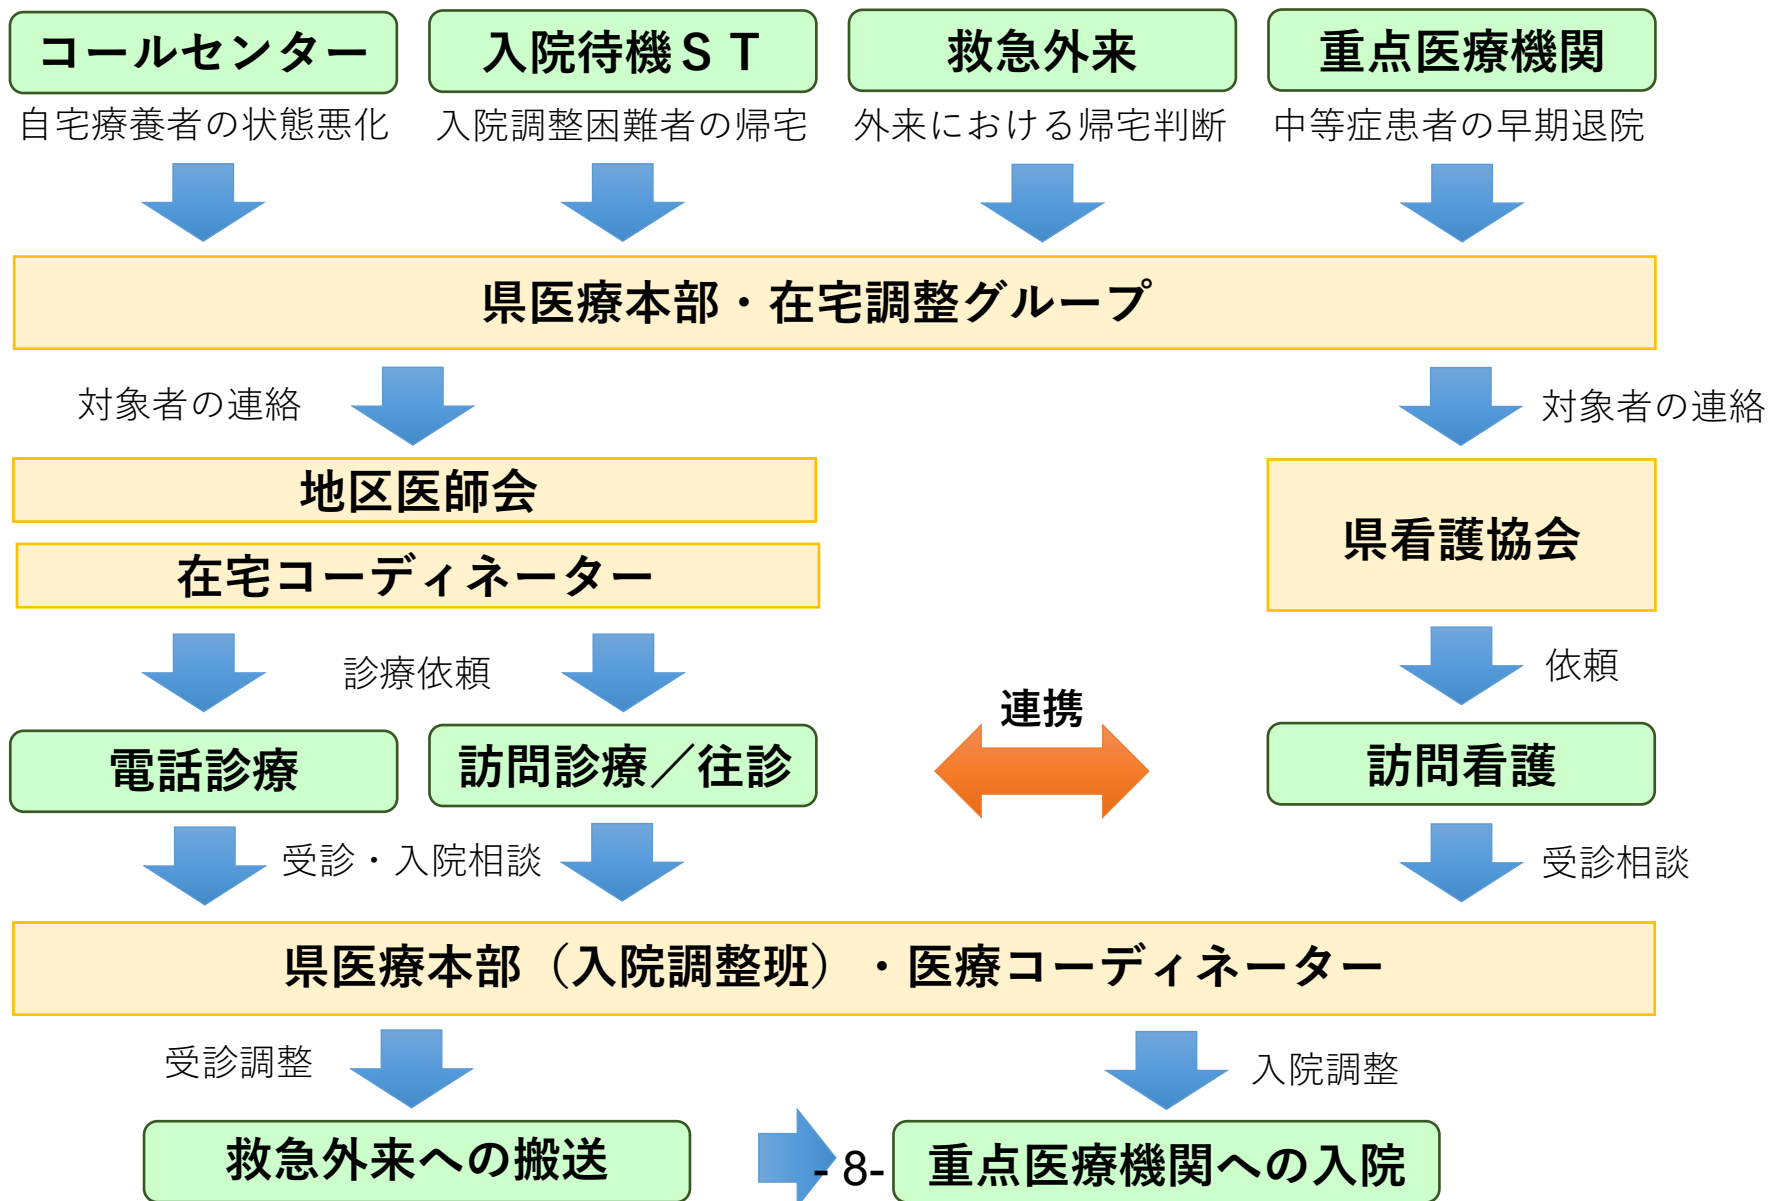 コールセンター
入院待機ＳＴ
救急外来
重点医療機関
自宅療養者の状態悪化
入院調整困難者の帰宅
外来における帰宅判断
中等症患者の早期退院
県医療本部・在宅調整グループ
対象者の連絡
対象者の連絡
地区医師会
在宅コーディネーター
県看護協会
診療依頼
依頼
連携
電話診療
訪問診療／往診
訪問看護
受診・入院相談
受診相談
県医療本部（入院調整班）・医療コーディネーター
受診調整
入院調整
救急外来への搬送
重点医療機関への入院
- 8-